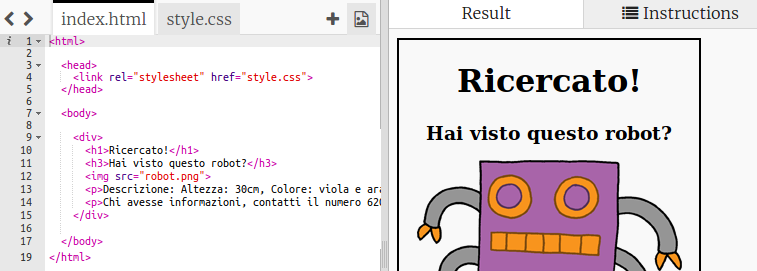 index.html
style.css
Result
Instructions
1 <html>
2
3 <head>
4 <link rel="stylesheet" href="style.css">
5 </head>
6
7 <body>
8
9 <div>
10 <h1>Ricercato!</h1>
11 <h3>Hai visto questo robot?</h3>
12 <img src="robot.png">
13 <p>Descrizione: Altezza: 30cm, Colore: viola e ara
14 <p>Chi avesse informazioni, contatti il numero 620
15 </div>
16
17 </body>
19 </html>
Ricercato!
Hai visto questo robot?